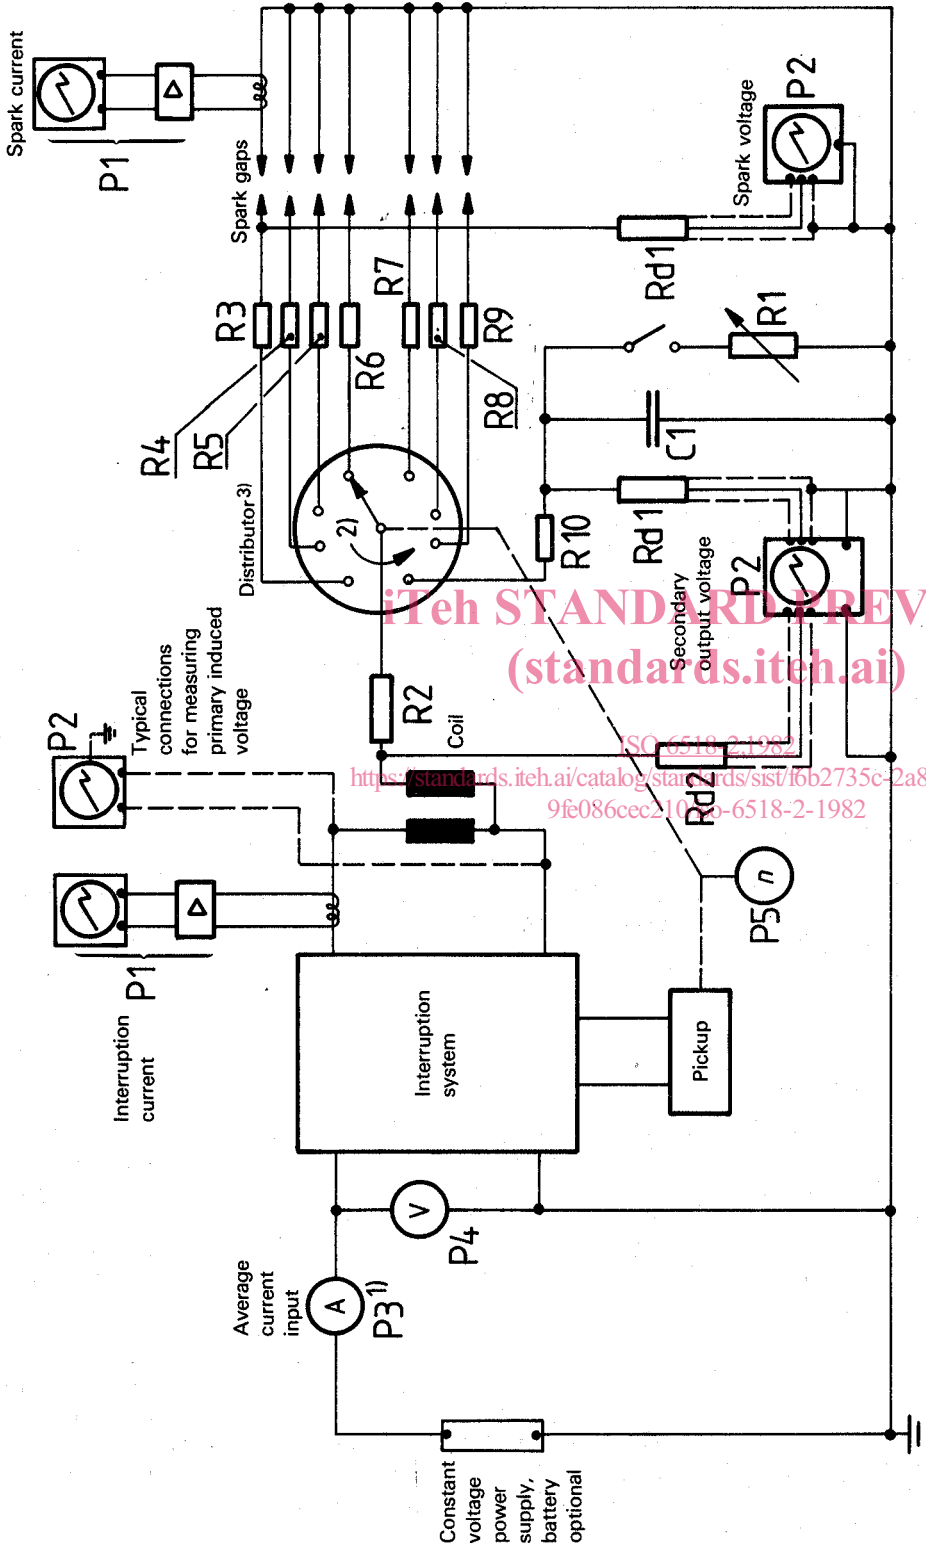 Spark current
P1
Spark gaps
Spark voltage
P2
Rd1
R3
R4
R5
R6
R7
R8
R9
R1
C1
Rd1
R10
Distributor 3)
2)
Secondary
output voltage
P2
Typical
connections
for measuring
primary induced
voltage
P2
R2
Coil
Rd2
n
P5
P1
Interruption
current
Interruption
system
Pickup
V
P4
Average
current
input
A
P3 1)
Constant
voltage
power
supply,
battery
optional
iTeh STANDARD PREV
(standards.iteh.ai)
ISO 6518-2:1982
https://standards.iteh.ai/catalog/standards/sist/f6b2735c-2a8
9fe086cec210/iso-6518-2-1982